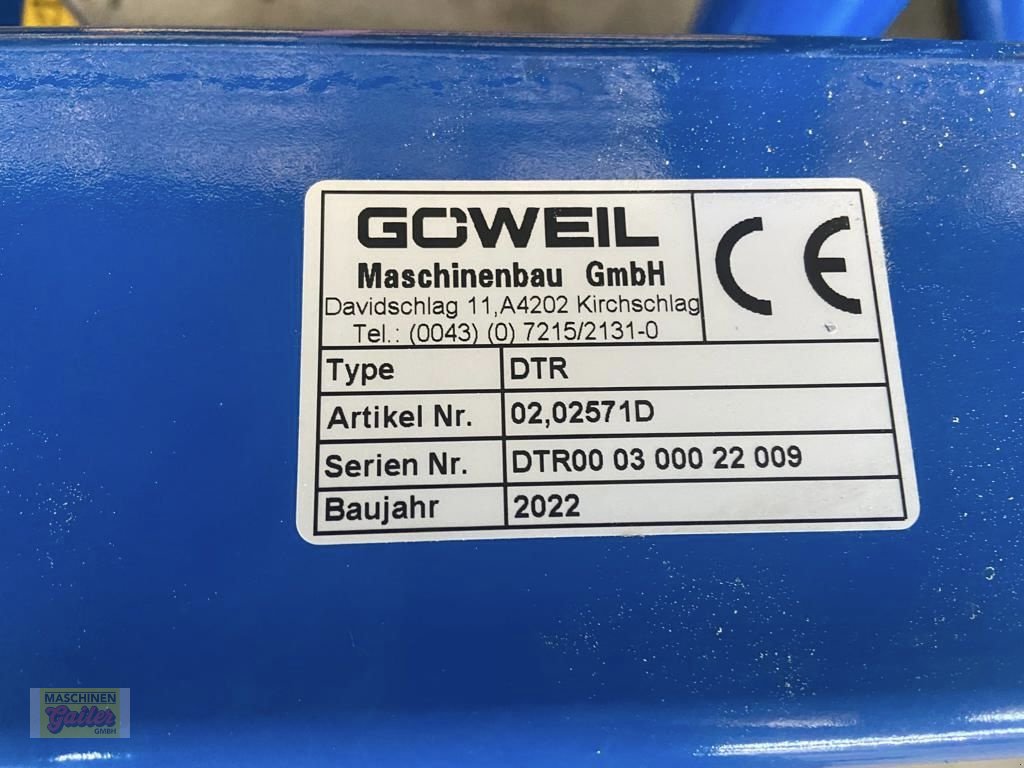 GÖWEIL
Maschinenbau GmbH
Davidschlag 11,A4202 Kirchschlag
Tel.: (0043) (0) 7215/2131-0
CE
Type DTR
Artikel Nr. 02,02571D
Serien Nr. DTR00 03 000 22 009
Baujahr 2022
MASCHINEN
Gailer
GMBH